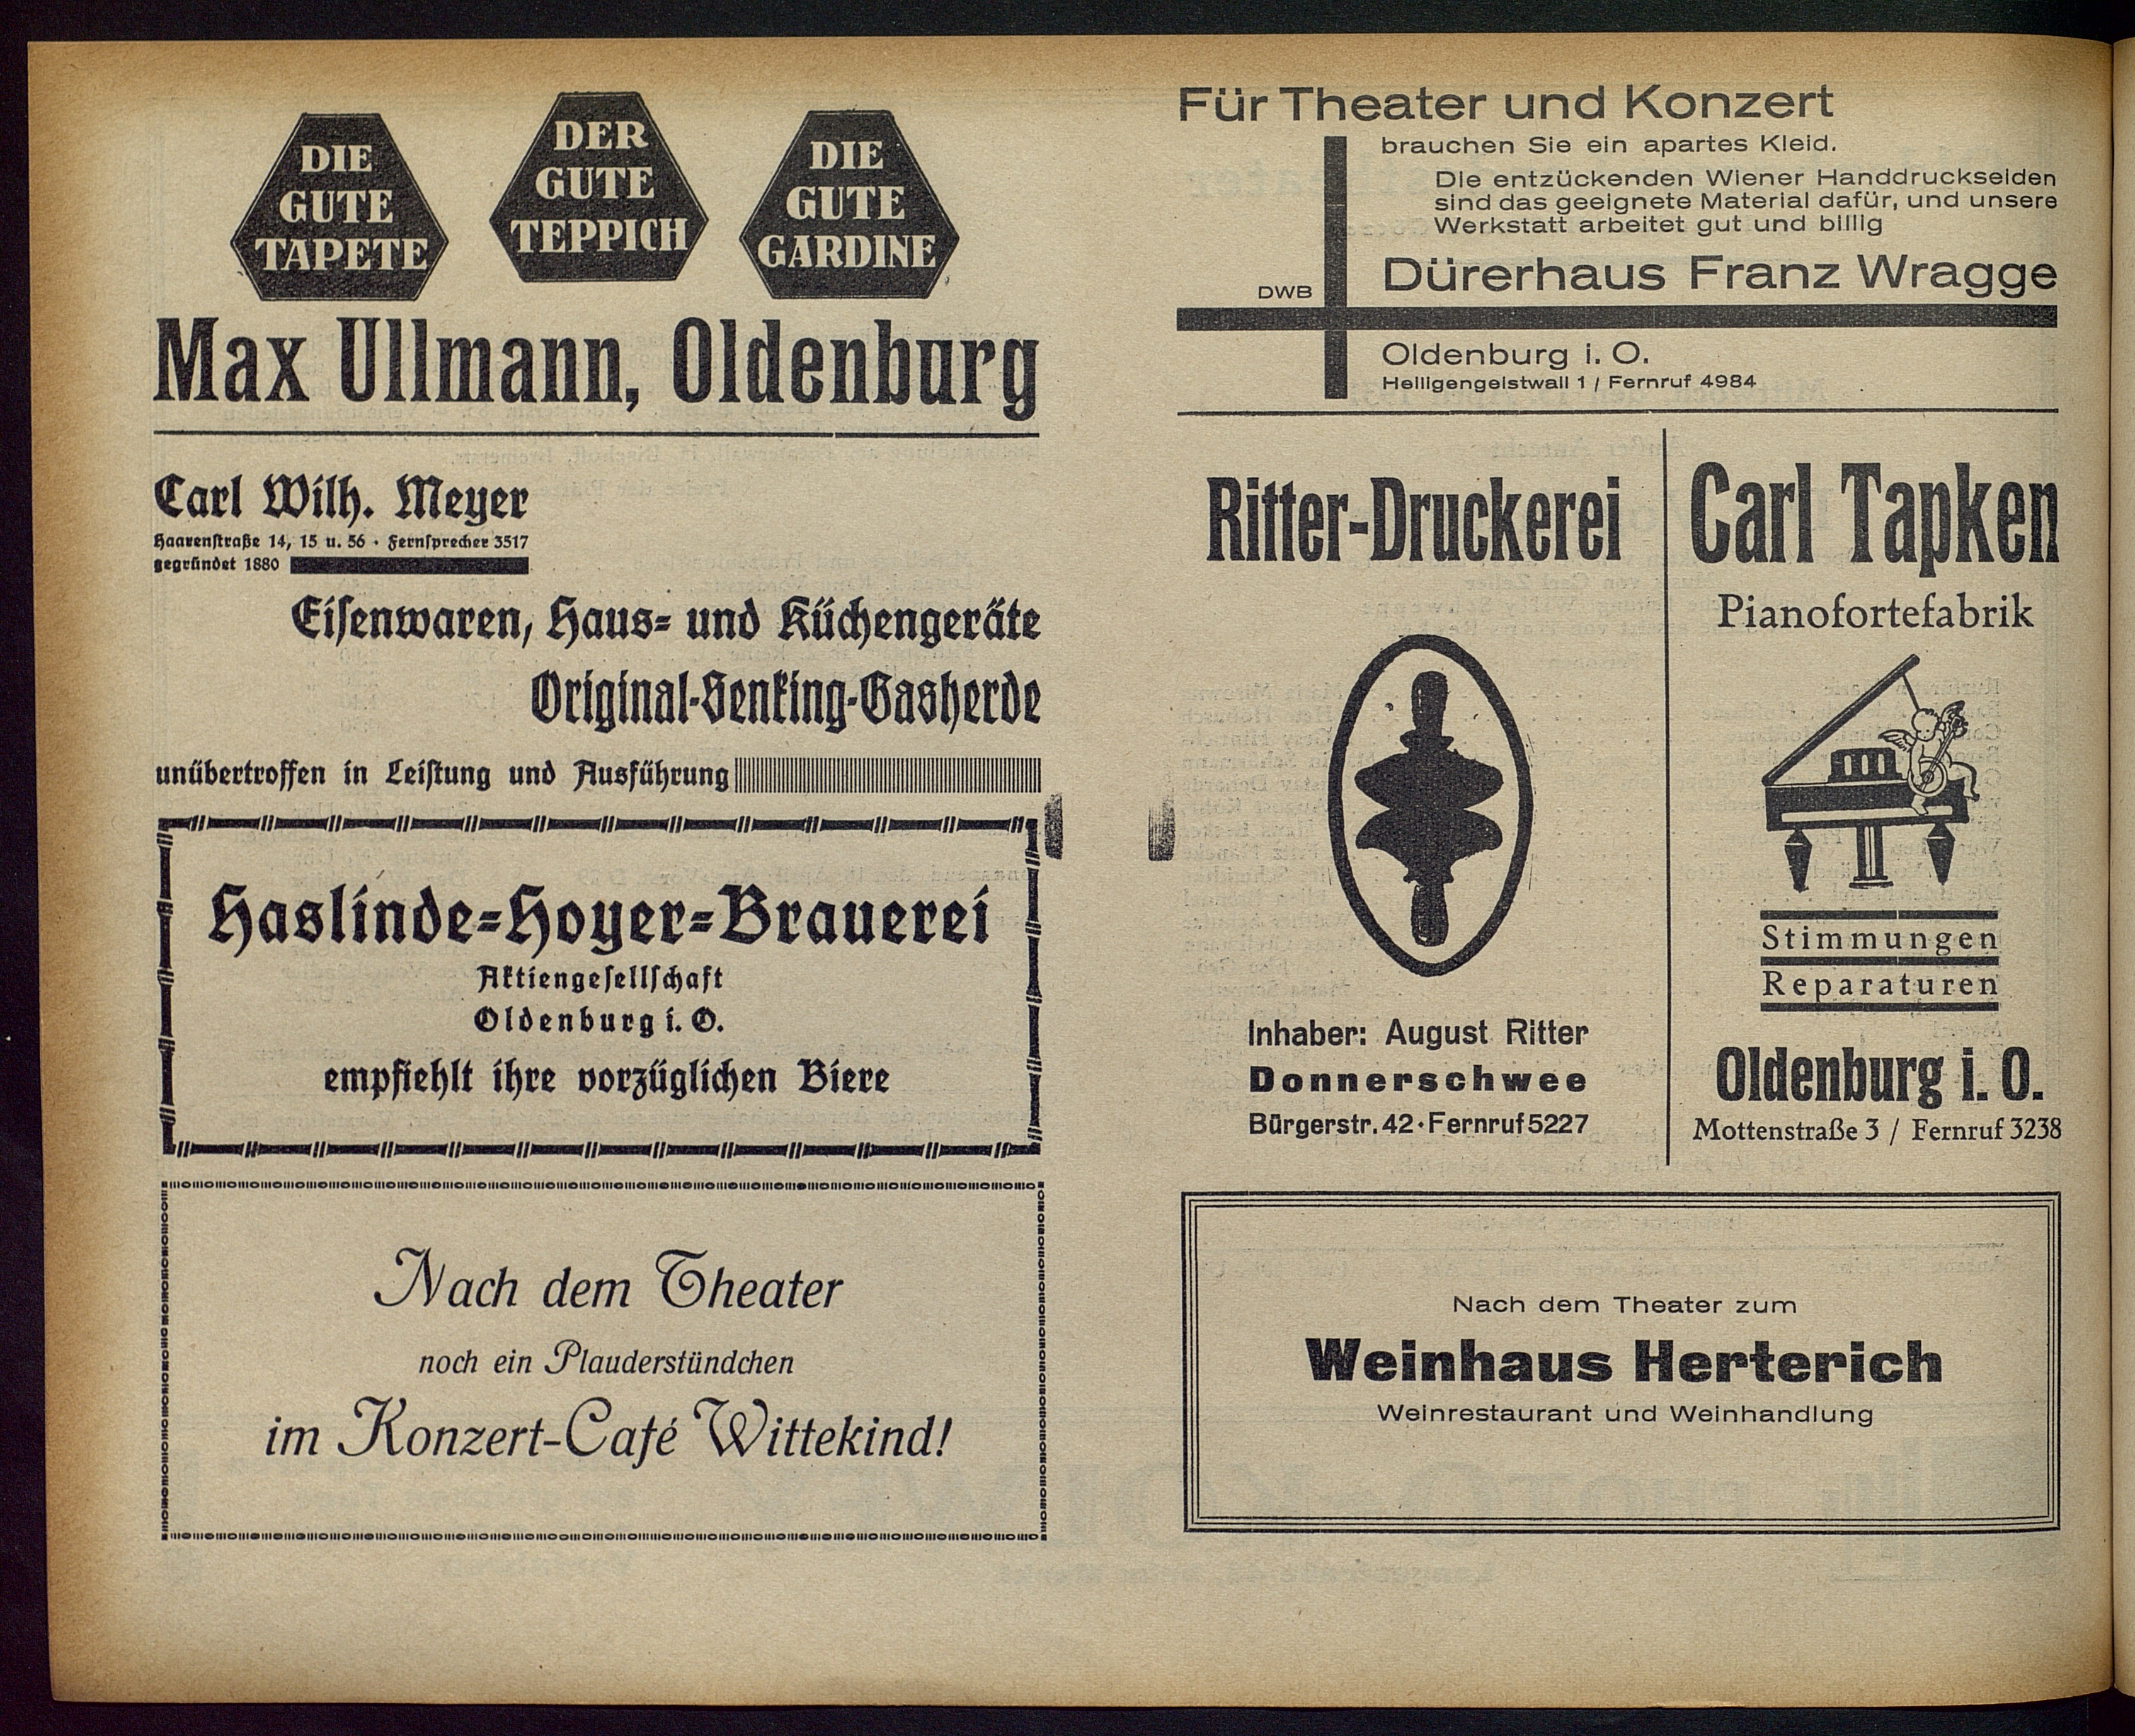 DIE
GUTE
TAPETE
DER
GUTE
TEPPICH
DIE
GUTE
GARDINE
Max Ullmann, Oldenburg
Carl Wilh. Meyer
Haarenſtraße 14, 15 u. 56 · Fernſprecher 3517
gegründet 1880
Eiſenwaren, Haus- und Küchengeräte
Original-Senking-Gasherde
unübertroffen in Leiſtung und Ausführung
Haslinde-Hoyer-Brauerei
Aktiengeſellſchaft
Oldenburg i. O.
empfiehlt ihre vorzüglichen Biere
Nach dem Theater
noch ein Plauderstündchen
im Konzert-Café Wittekind!
Für Theater und Konzert
brauchen Sie ein apartes Kleid.
Die entzückenden Wiener Handdruckseiden
sind das geeignete Material dafür, und unsere
Werkstatt arbeitet gut und billig
DWB
Dürerhaus Franz Wragge
Oldenburg i. O.
Heiligengeistwall 1 / Fernruf 4984
Ritter-Druckerei
Inhaber: August Ritter
Donnerschwee
Bürgerstr. 42 · Fernruf 5227
Carl Tapken
Pianofortefabrik
Stimmungen
Reparaturen
Oldenburg i. O.
Mottenstraße 3 / Fernruf 3238
Nach dem Theater zum
Weinhaus Herterich
Weinrestaurant und Weinhandlung